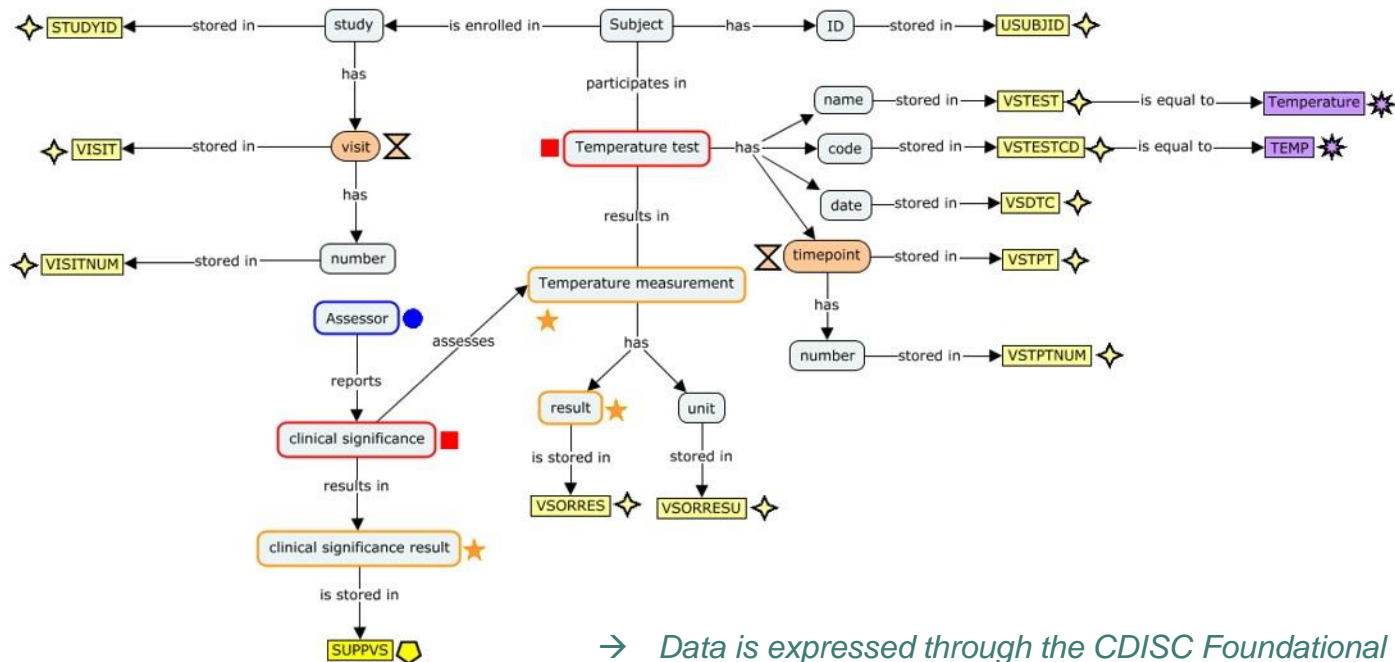 STUDYID stored in study is enrolled in Subject has ID stored in USUBJID
has
participates in
name stored in VSTEST is equal to Temperature
VISIT stored in visit
Temperature test has code stored in VSTESTCD is equal to TEMP
has
results in
date stored in VSDTC
VISITNUM stored in number
timepoint stored in VSTPT
Temperature measurement
has
Assessor
assesses
has
number stored in VSTPTNUM
reports
result unit
clinical significance
is stored in stored in
results in
VSORRES VSORRESU
clinical significance result
is stored in
SUPPVS
→ Data is expressed through the CDISC Foundational